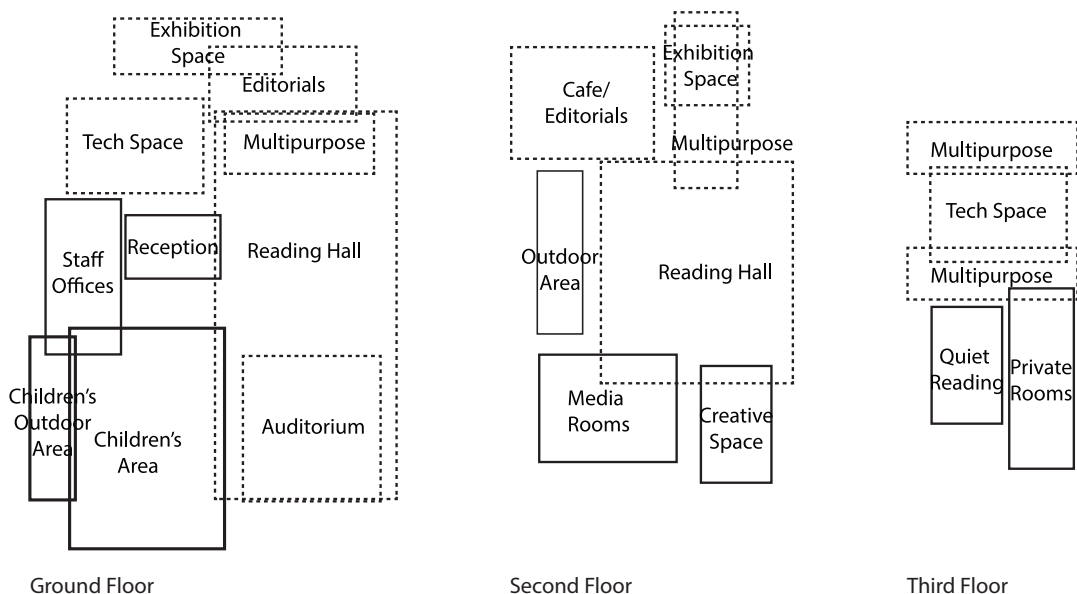 Exhibition
Space
Editorials
Tech Space
Multipurpose
Reception
Reading Hall
Staff
Offices
Children's
Outdoor
Area
Children's
Area
Auditorium
Ground Floor
Exhibition
Space
Cafe/
Editorials
Multipurpose
Outdoor
Area
Reading Hall
Media
Rooms
Creative
Space
Second Floor
Multipurpose
Tech Space
Multipurpose
Quiet
Reading
Private
Rooms
Third Floor